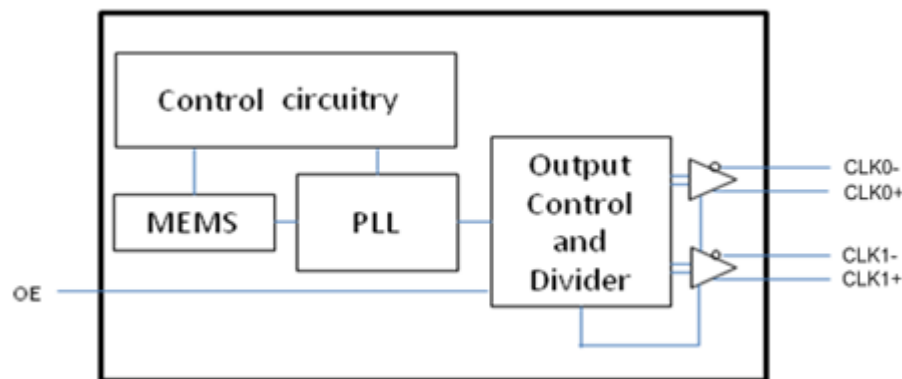 Control circuitry
MEMS
PLL
Output
Control
and
Divider
CLK0-
CLK0+
CLK1-
CLK1+
OE